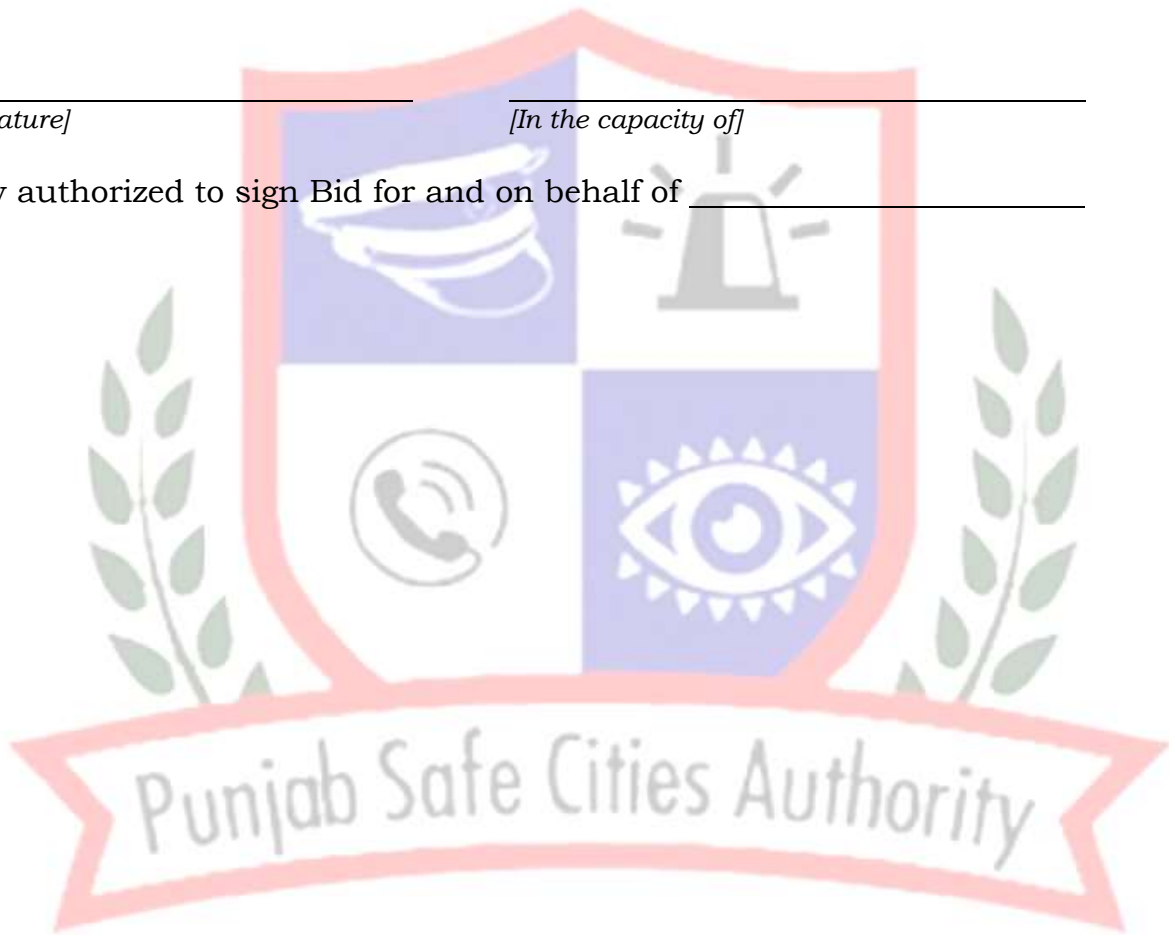 ature] [In the capacity of]
y authorized to sign Bid for and on behalf of
Punjab Safe Cities Authority